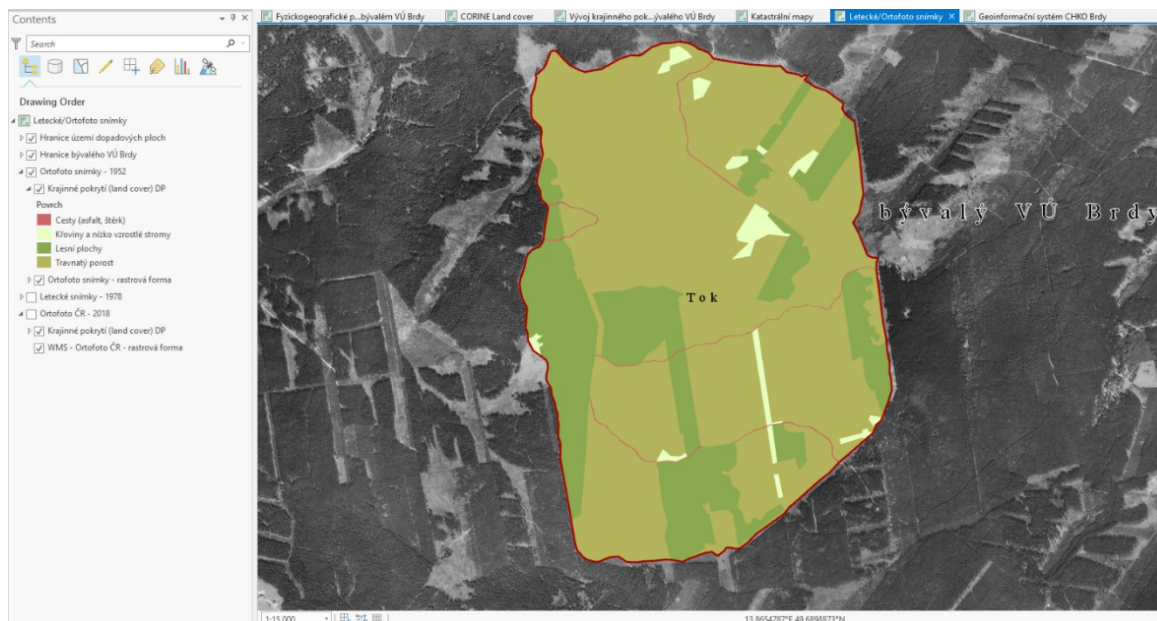 Contents
Fyzickogeografické p...bývalém VÚ Brdy
CORINE Land cover
Vývoj krajinného pok...ývalého VÚ Brdy
Katastrální mapy
Letecké/Ortofoto snímky
Geoinformační systém CHKO Brdy
Search
Drawing Order
Letecké/Ortofoto snímky
Hranice území dopadových ploch
Hranice bývalého VÚ Brdy
Ortofoto snímky - 1952
Krajinné pokrytí (land cover) DP
Povrch
Cesty (asfalt, štěrk)
Křoviny a nízko vzrostlé stromy
Lesní plochy
Travnatý porost
Ortofoto snímky - rastrová forma
Letecké snímky - 1978
Ortofoto ČR - 2018
Krajinné pokrytí (land cover) DP
WMS - Ortofoto ČR - rastrová forma
bývalý VÚ Brdy
Tok
1:15 000
13,8654787°E 49,6898873°N